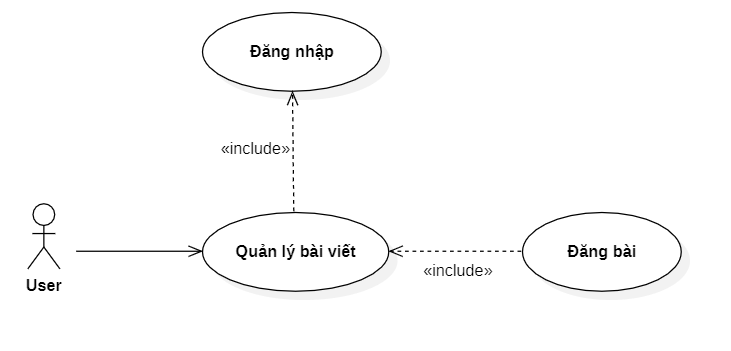 Đăng nhập
«include»
Quản lý bài viết
Đăng bài
«include»
User